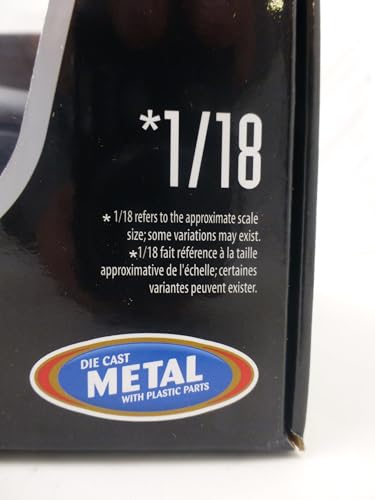 *1/18
* 1/18 refers to the approximate scale
size; some variations may exist.
*1/18 fait référence à la taille
approximative de l'échelle; certaines
variantes peuvent exister.
DIE CAST
METAL
WITH PLASTIC PARTS